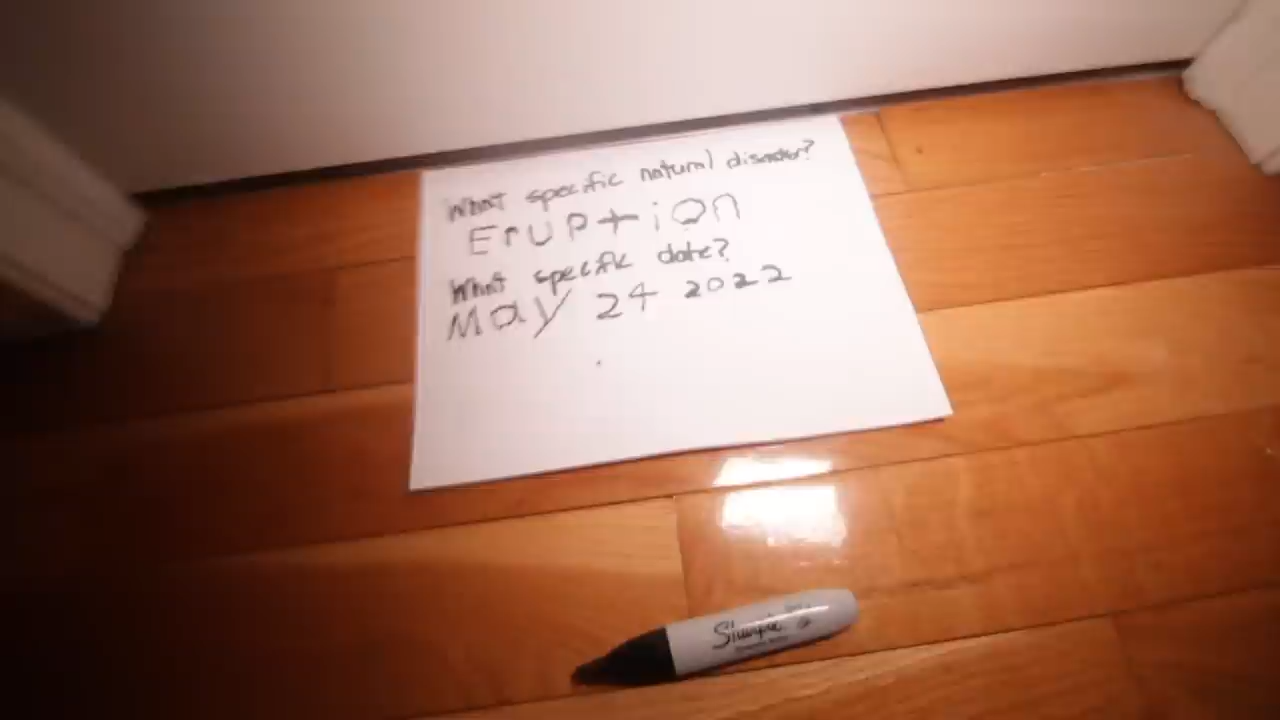 What specific natural disaster?
Eruption
What specific date?
May 24 2022
Sharpie